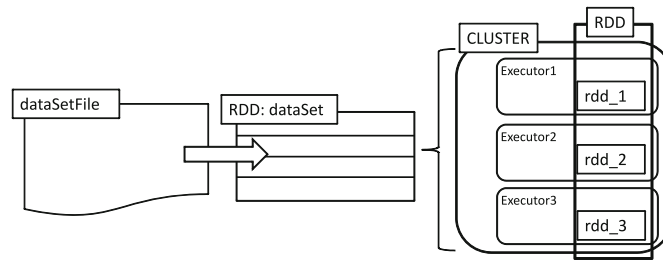 dataSetFile
RDD: dataSet
CLUSTER
RDD
Executor1
rdd_1
Executor2
rdd_2
Executor3
rdd_3